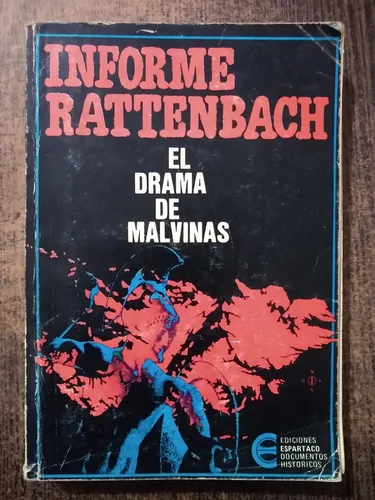 INFORME
RATTENBACH
EL
DRAMA
DE
MALVINAS
EDICIONES
ESPARTACO
DOCUMENTOS
HISTORICOS